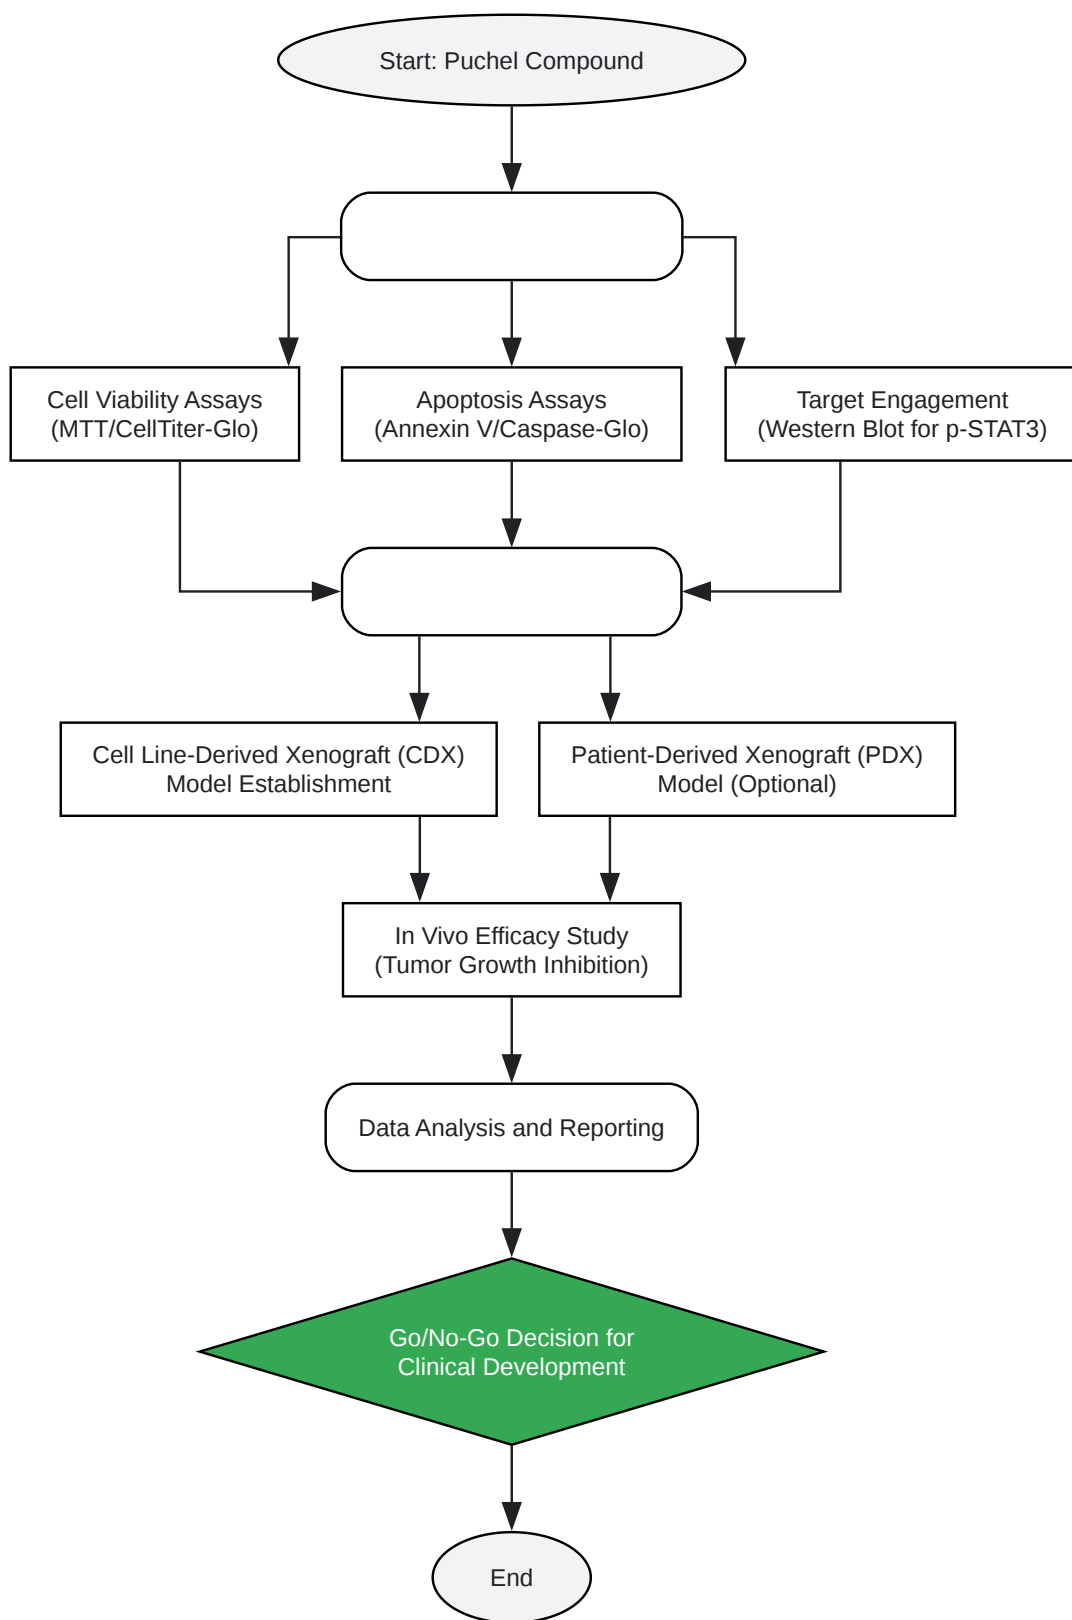 Start: Puchel Compound
Cell Viability Assays
(MTT/CellTiter-Glo)
Apoptosis Assays
(Annexin V/Caspase-Glo)
Target Engagement
(Western Blot for p-STAT3)
Cell Line-Derived Xenograft (CDX)
Model Establishment
Patient-Derived Xenograft (PDX)
Model (Optional)
In Vivo Efficacy Study
(Tumor Growth Inhibition)
Data Analysis and Reporting
Go/No-Go Decision for
Clinical Development
End